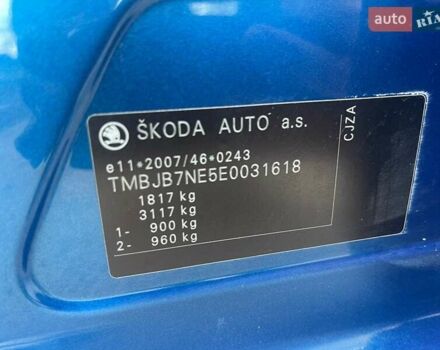 auto RIA
ŠKODA AUTO a.s.
e11*2007/46*0243
TMBJB7NE5E0031618
1817 kg
3117 kg
1- 900 kg
2- 960 kg
CJZA